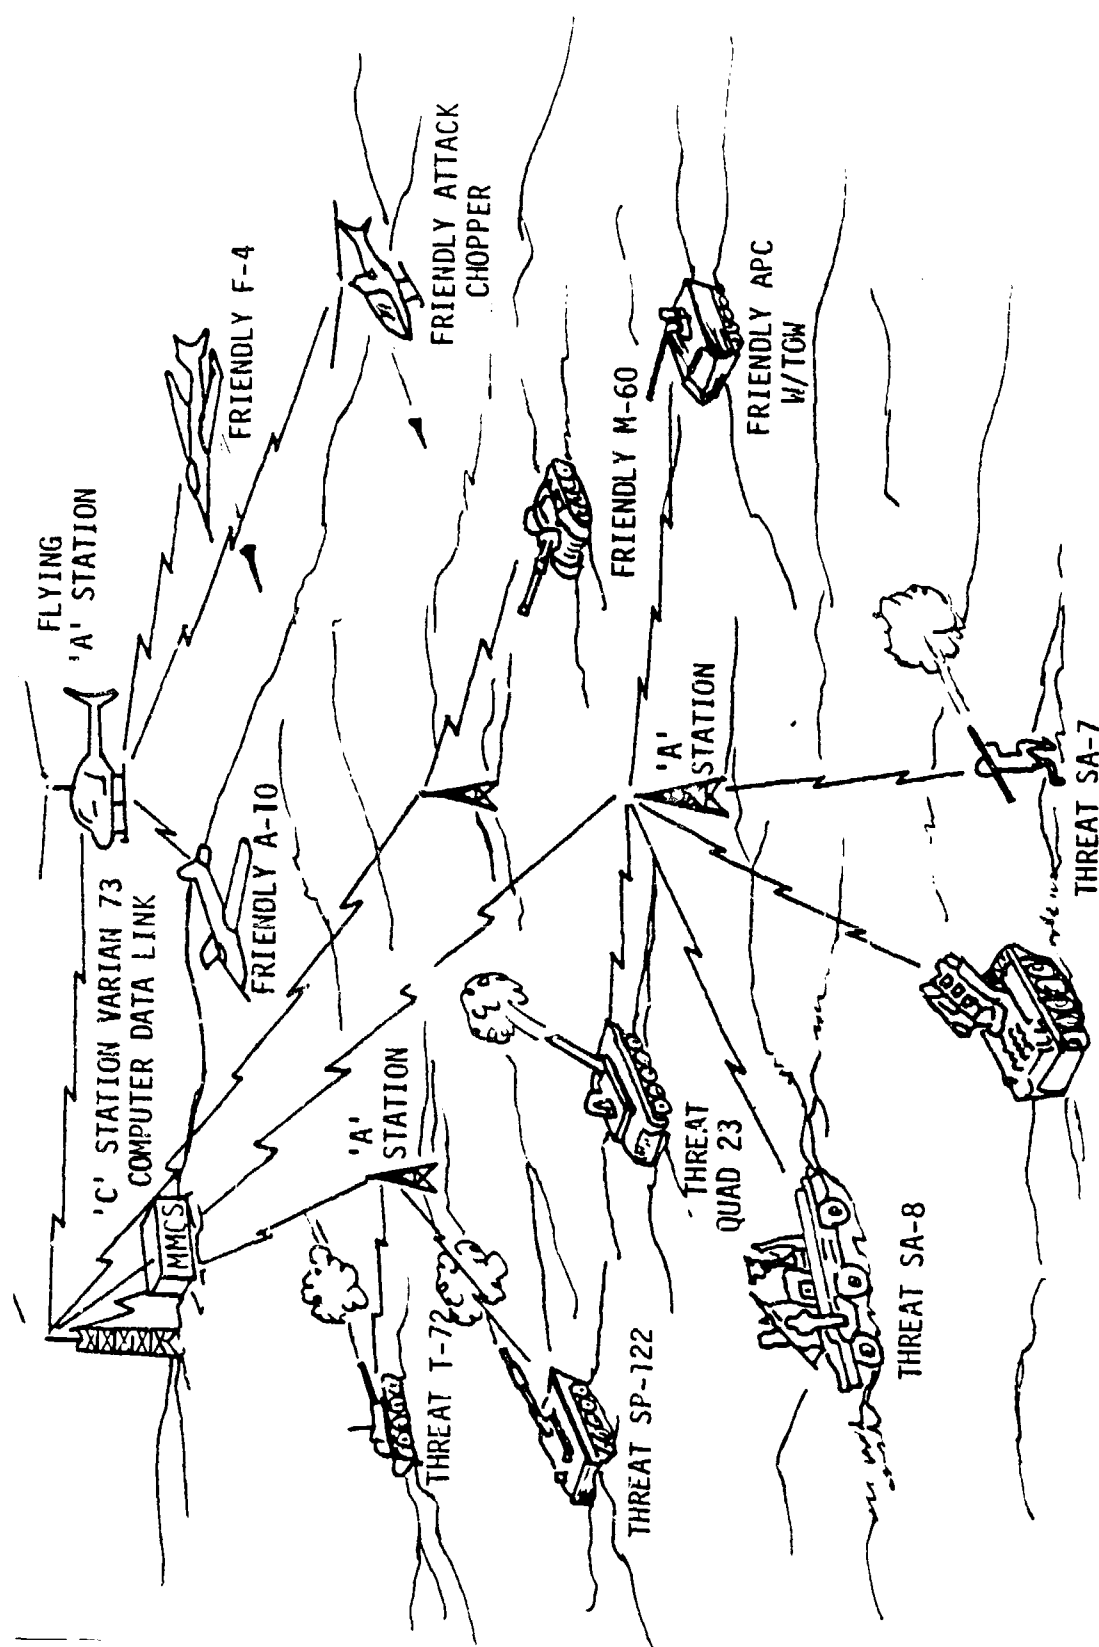 FLYING
'A' STATION
'C' STATION VARIAN 73
COMPUTER DATA LINK
MMCS
FRIENDLY F-4
FRIENDLY A-10
FRIENDLY ATTACK
CHOPPER
'A'
STATION
THREAT T-72
FRIENDLY M-60
THREAT SP-122
THREAT
QUAD 23
'A'
STATION
FRIENDLY APC
W/TOW
THREAT SA-8
THREAT SA-7